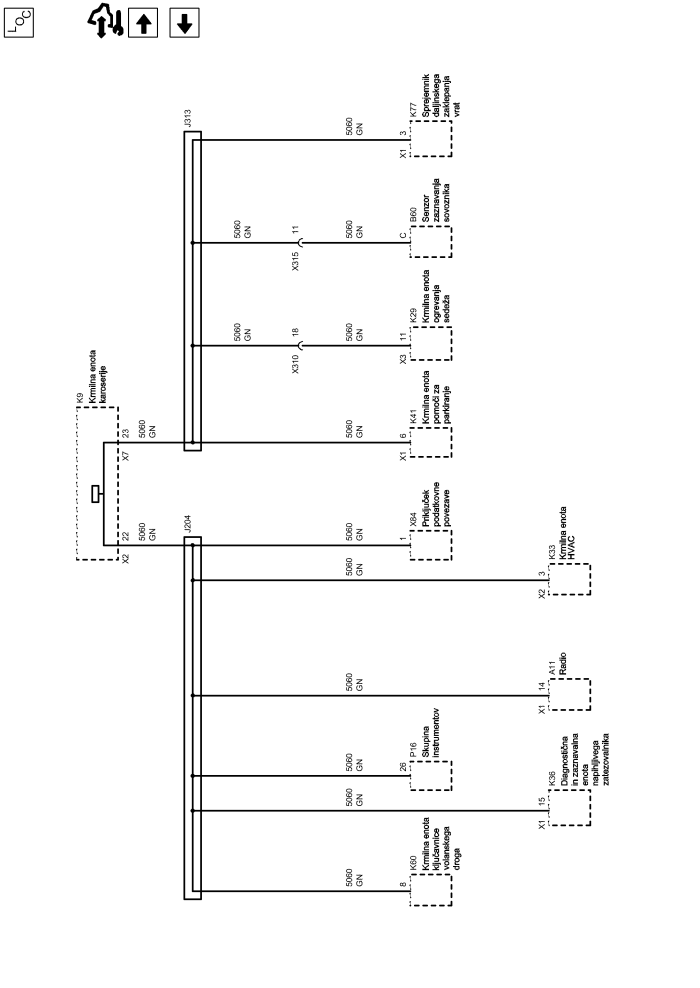 LOC
J313
5060
GN
3
X1
K77
Sprejemnik
daljinskega
zaklepanja
vrat
5060
GN
11
X315
5060
GN
C
B60
Senzor
zaznavanja
sovoznika
5060
GN
18
X310
5060
GN
11
X3
K29
Krmilna enota
ogrevanja
sedeža
K9
Krmilna enota
karoserije
23
X7
5060
GN
5060
GN
6
X1
K41
Krmilna enota
pomoči za
parkiranje
22
X2
5060
GN
J204
5060
GN
1
X84
Priključek
podatkovne
povezave
5060
GN
3
X2
K33
Krmilna enota
HVAC
5060
GN
14
X1
A11
Radio
5060
GN
26
P16
Skupina
instrumentov
5060
GN
15
X1
K36
Diagnostična
in zaznavalna
enota
napihljivega
zatezovalnika
5060
GN
8
K60
Krmilna enota
ključavnice
volanskega
droga